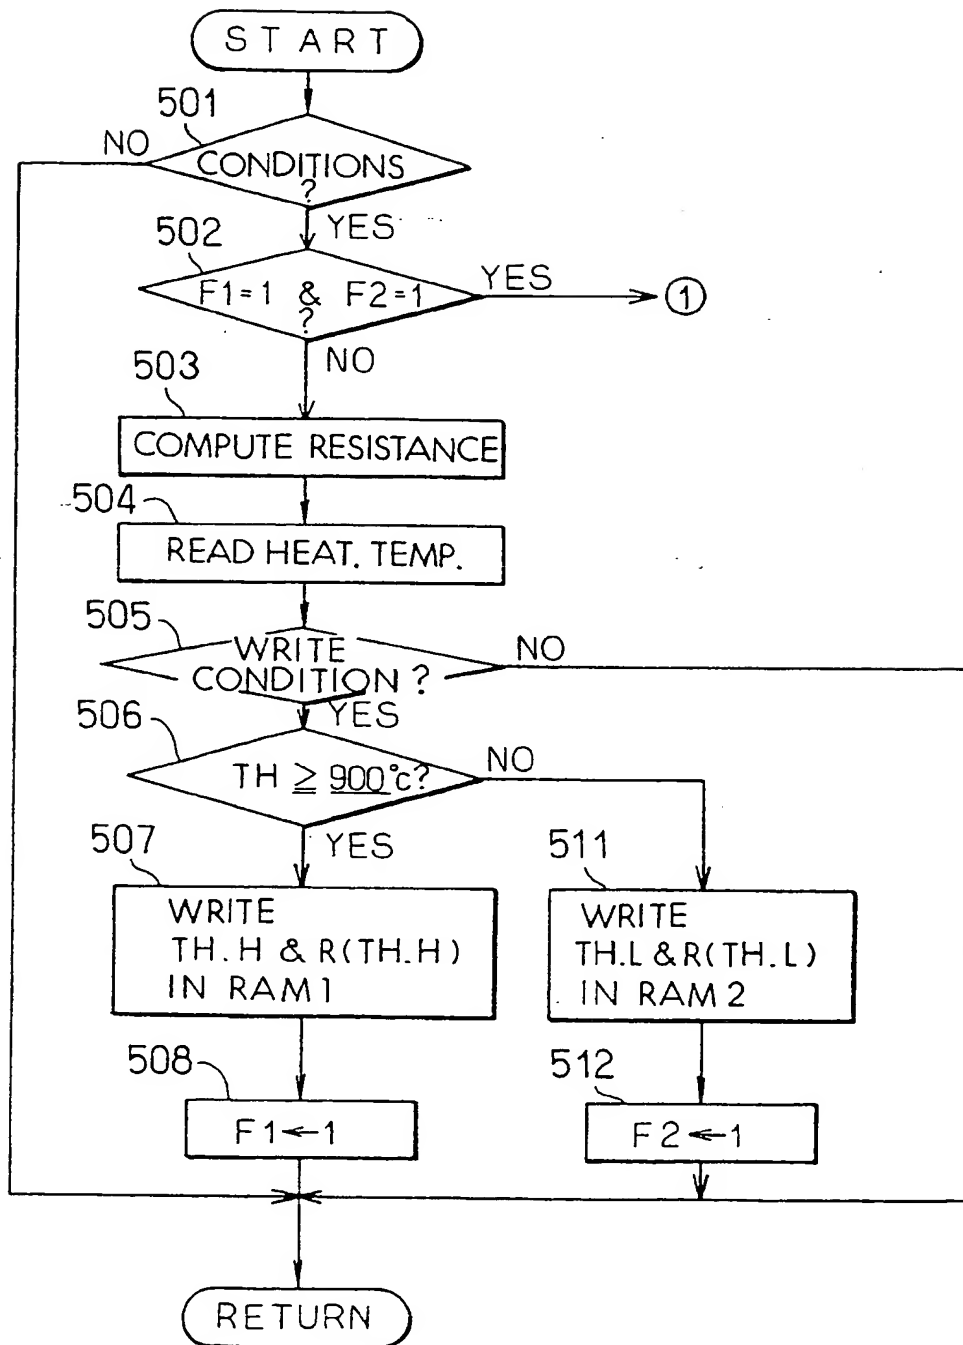 START
501
NO
CONDITIONS
?
YES
502
F1=1 & F2=1
?
YES
1
NO
503
COMPUTE RESISTANCE
504
READ HEAT. TEMP.
505
WRITE
CONDITION ?
NO
YES
506
TH ≧ 900°c?
NO
YES
507
WRITE
TH.H & R(TH.H)
IN RAM1
511
WRITE
TH.L & R(TH.L)
IN RAM2
508
F1←1
512
F2←1
RETURN